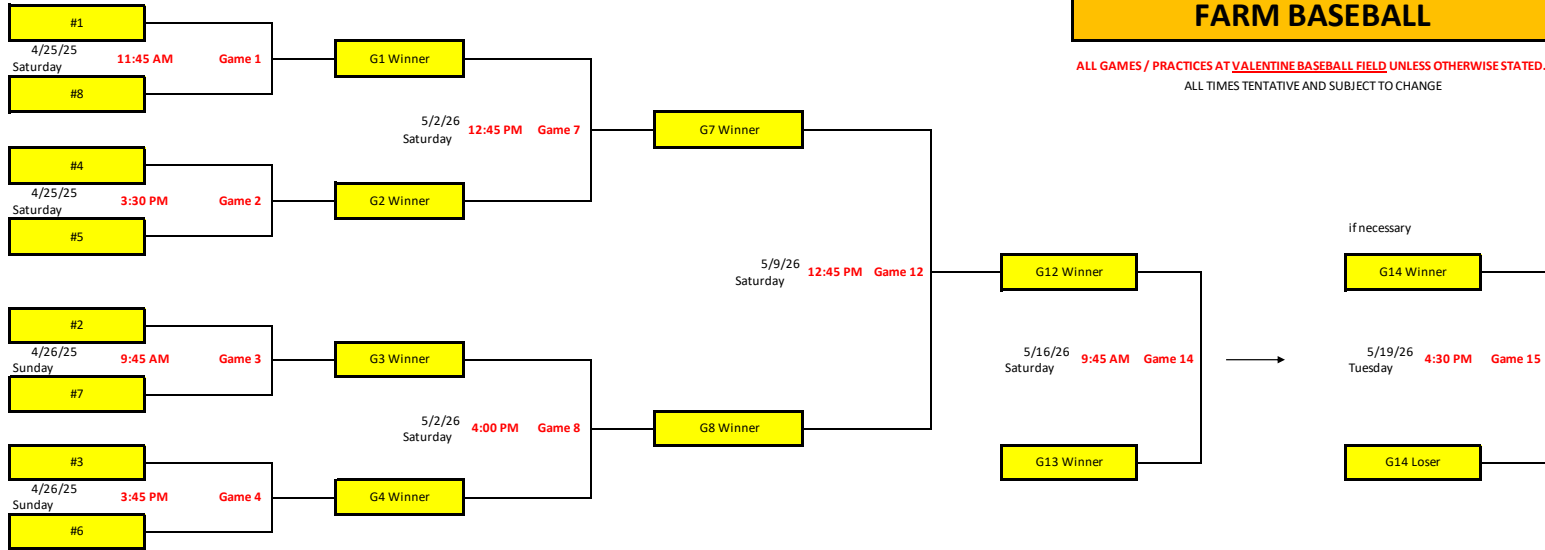 FARM BASEBALL
ALL GAMES / PRACTICES AT VALENTINE BASEBALL FIELD UNLESS OTHERWISE STATED.
ALL TIMES TENTATIVE AND SUBJECT TO CHANGE
#1
4/25/25
Saturday
11:45 AM
Game 1
#8
G1 Winner
5/2/26
Saturday
12:45 PM
Game 7
#4
4/25/25
Saturday
3:30 PM
Game 2
#5
G2 Winner
G7 Winner
5/9/26
Saturday
12:45 PM
Game 12
#2
4/26/25
Sunday
9:45 AM
Game 3
#7
G3 Winner
5/2/26
Saturday
4:00 PM
Game 8
#3
4/26/25
Sunday
3:45 PM
Game 4
#6
G4 Winner
G8 Winner
G12 Winner
5/16/26
Saturday
9:45 AM
Game 14
G13 Winner
if necessary
G14 Winner
5/19/26
Tuesday
4:30 PM
Game 15
G14 Loser